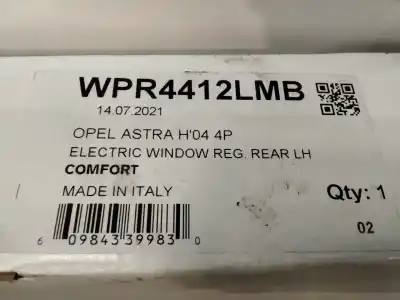 WPR4412LMB
14.07.2021
OPEL ASTRA H'04 4P
ELECTRIC WINDOW REG. REAR LH
COMFORT
MADE IN ITALY
Qty: 1
6 09843 39983 0
02